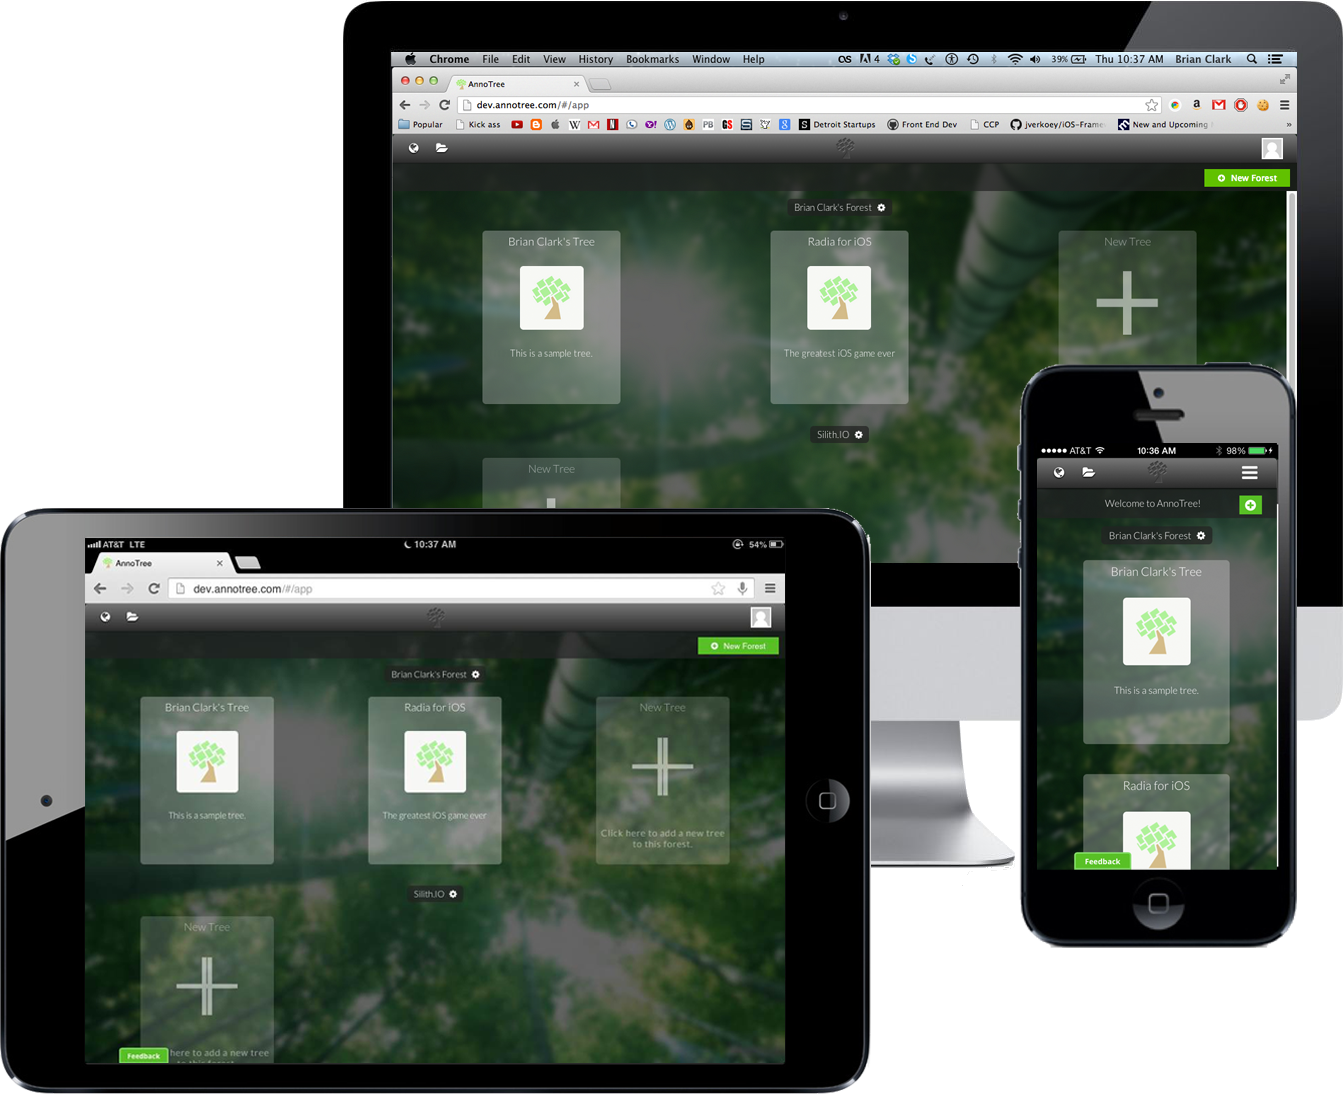 Chrome File Edit View History Bookmarks Window Help OS 4 39% Thu 10:37 AM Brian Clark
AnnoTree
dev.annotree.com/#/app
Popular Kick ass Detroit Startups Front End Dev CCP jverkoey/iOS-Frame New and Upcoming
New Forest
Brian Clark's Forest
Brian Clark's Tree Radia for iOS New Tree
This is a sample tree. The greatest iOS game ever
Silith.IO
New Tree
AT&T LTE 10:37 AM 54%
AnnoTree
dev.annotree.com/#/app
New Forest
Brian Clark's Forest
Brian Clark's Tree Radia for iOS New Tree
This is a sample tree. The greatest iOS game ever
Click here to add a new tree
to this forest.
Silith.IO
New Tree
Feedback here to add a new tree
AT&T 10:36 AM 98%
Welcome to AnnoTree!
Brian Clark's Forest
Brian Clark's Tree
This is a sample tree.
Radia for iOS
Feedback